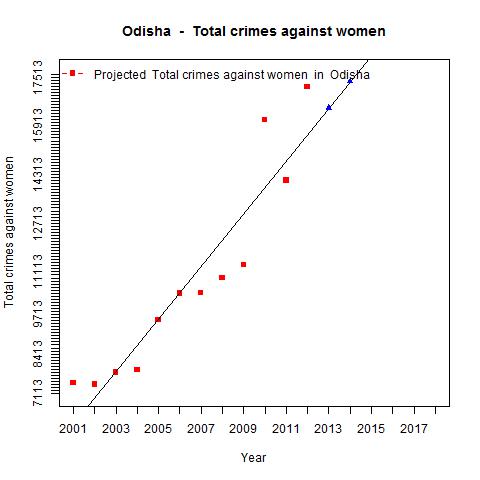 Odisha - Total crimes against women
Projected Total crimes against women in Odisha
Total crimes against women
17513
15913
14313
12713
11113
9713
8413
7113
2001 2003 2005 2007 2009 2011 2013 2015 2017
Year